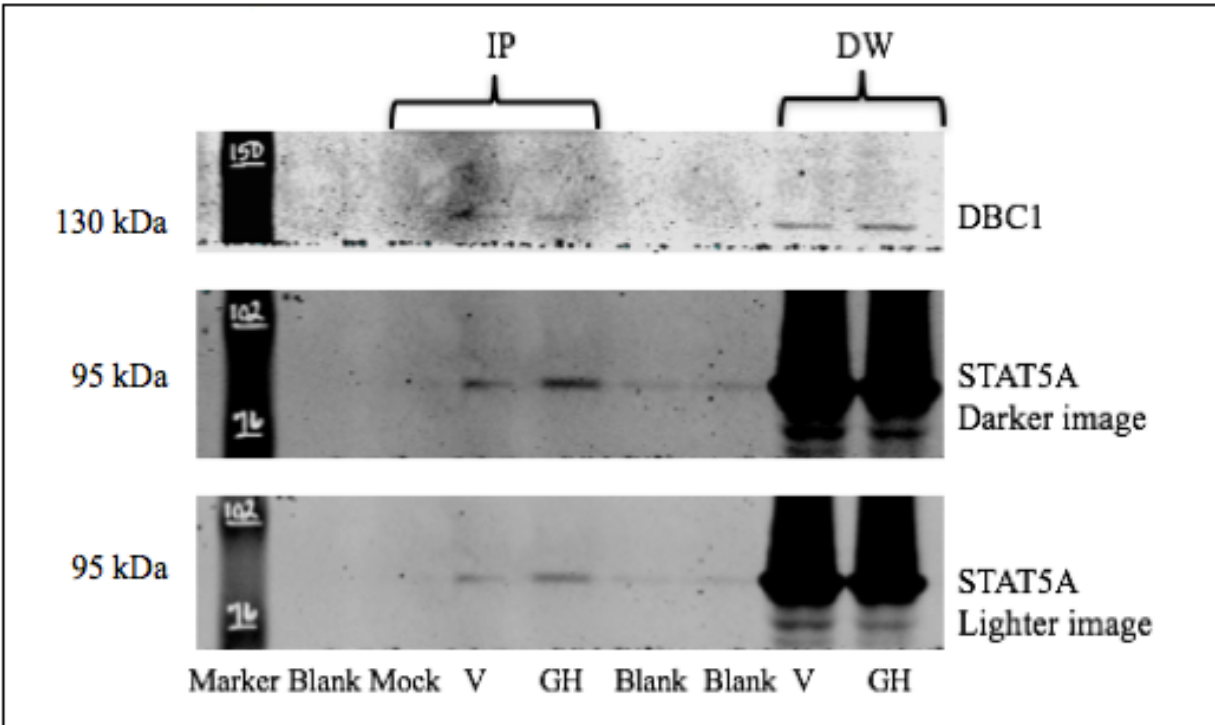 IP DW
150
130 kDa DBC1
102
95 kDa STAT5A
Darker image
76
102
95 kDa STAT5A
76 Lighter image
Marker Blank Mock V GH Blank Blank V GH